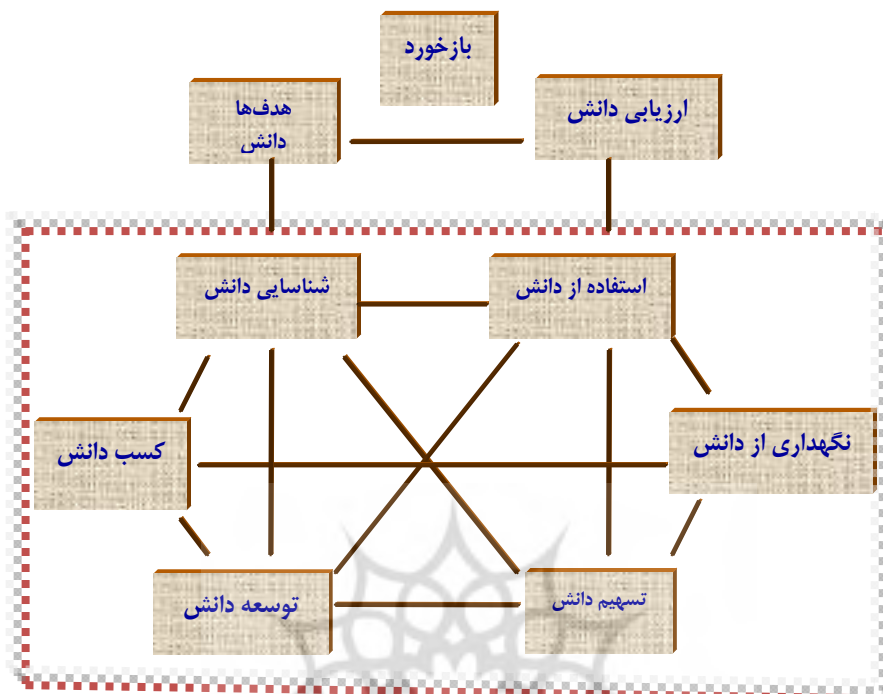 بازخورد
ارزیابی دانش
هدف‌ها
دانش
استفاده از دانش
شناسایی دانش
نگهداری از دانش
کسب دانش
تسهیم دانش
توسعه دانش